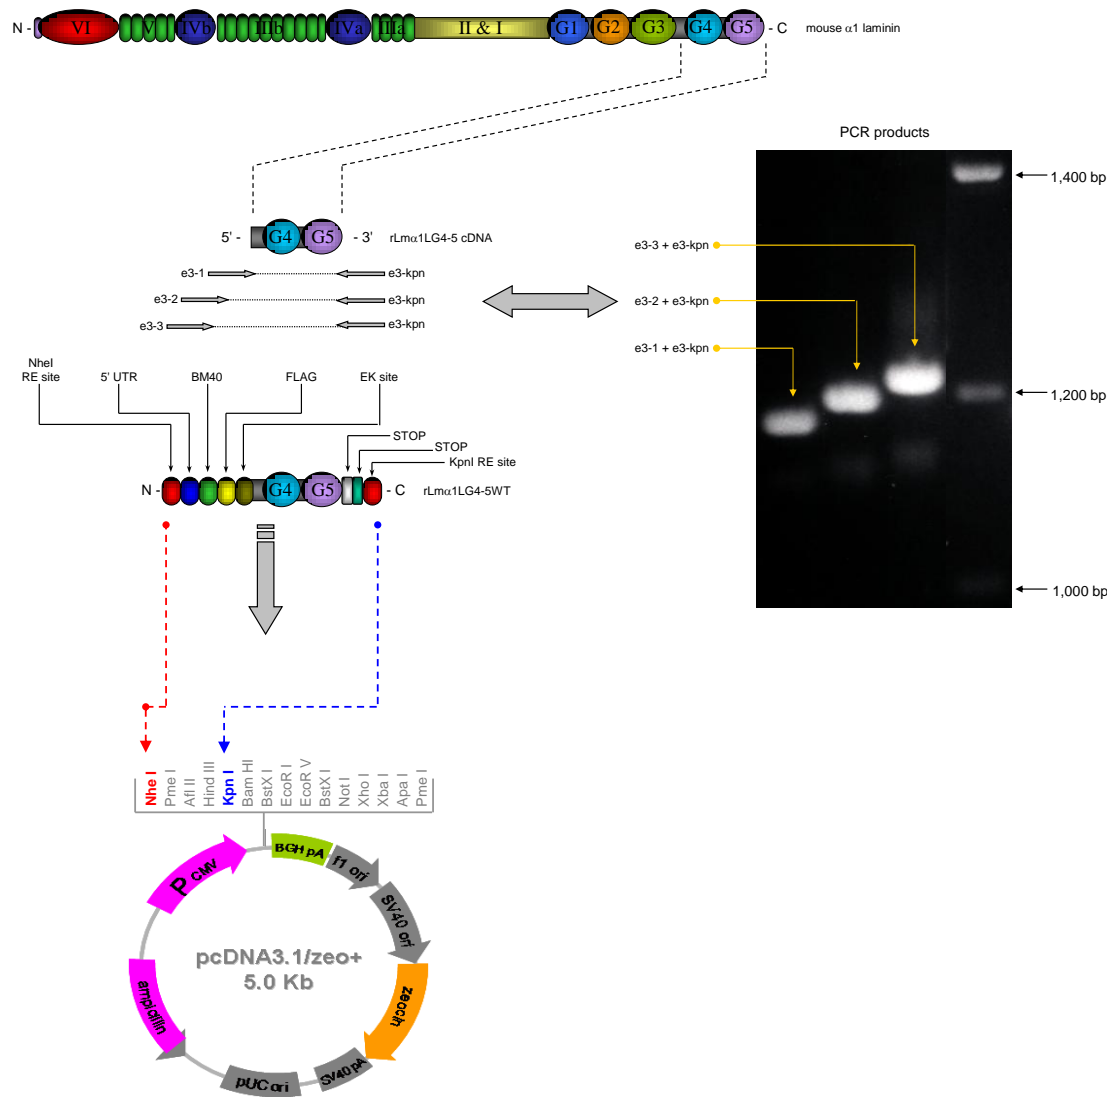 N -
VI
V
IVb
IIIb
IVa
IIIa
II & I
G1
G2
G3
G4
G5
- C
mouse α1 laminin
PCR products
1,400 bp
5' -
G4
G5
- 3'
rLmα1LG4-5 cDNA
e3-1
e3-kpn
e3-2
e3-kpn
e3-3
e3-kpn
e3-3 + e3-kpn
e3-2 + e3-kpn
e3-1 + e3-kpn
1,200 bp
1,000 bp
NheI
RE site
5' UTR
BM40
FLAG
EK site
STOP
STOP
KpnI RE site
N -
G4
G5
- C
rLmα1LG4-5WT
Nhe I
Pme I
Afl II
Hind III
Kpn I
Bam HI
BstX I
EcoR I
EcoR V
BstX I
Not I
Xho I
Xba I
Apa I
Pme I
P CMV
BGH pA
f1 ori
SV40 ori
zeocin
SV40 pA
pUC ori
ampicillin
pcDNA3.1/zeo+
5.0 Kb